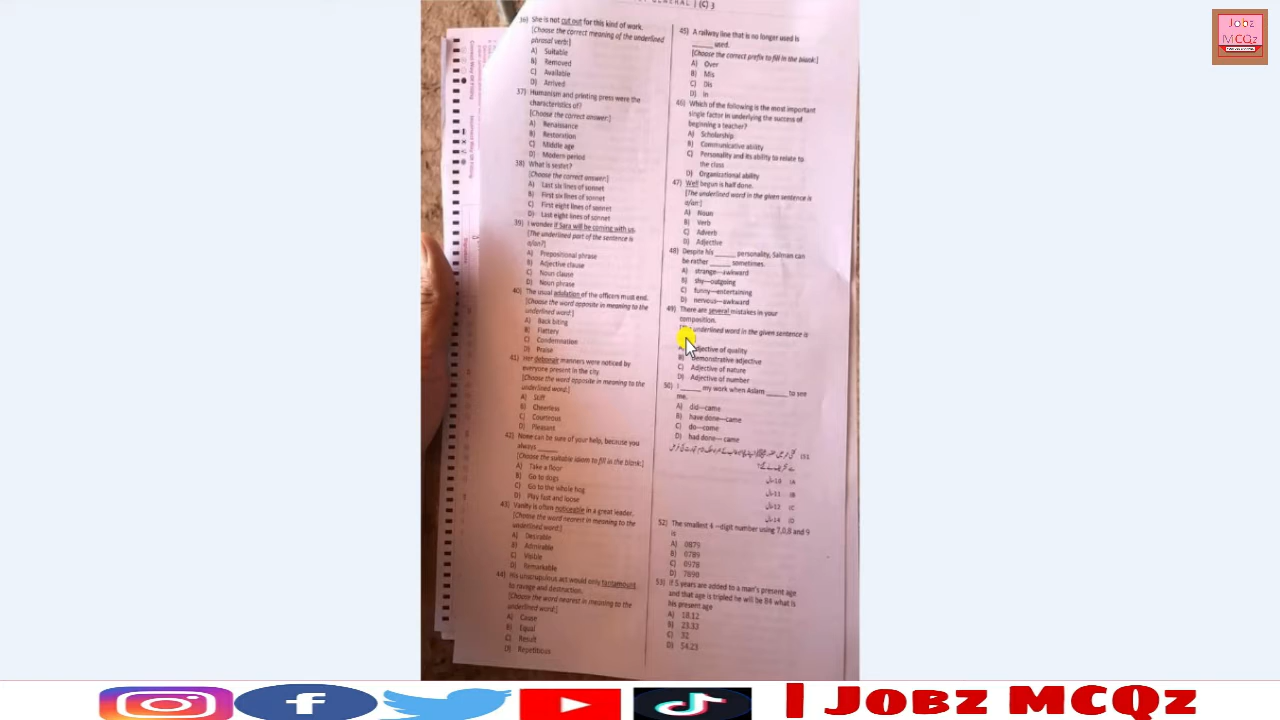 GENERAL ) (C) 3
36) She is not cut out for this kind of work.
[Choose the correct meaning of the underlined
phrasal verb:]
A) Suitable
B) Removed
C) Available
D) Arrived
37) Humanism and printing press were the
characteristics of?
[Choose the correct answer:]
A) Renaissance
B) Restoration
C) Middle age
D) Modern period
38) What is sestet?
[Choose the correct answer:]
A) Last six lines of sonnet
B) First six lines of sonnet
C) First eight lines of sonnet
D) Last eight lines of sonnet
39) I wonder if Sara will be coming with us.
[The underlined part of the sentence is
a/an?]
A) Prepositional phrase
B) Adjective clause
C) Noun clause
D) Noun phrase
40) The usual adulation of the officers must end.
[Choose the word opposite in meaning to the
underlined word:]
A) Back biting
B) Flattery
C) Condemnation
D) Praise
41) Her debonair manners were noticed by
everyone present in the city.
[Choose the word opposite in meaning to the
underlined word:]
A) Stiff
B) Cheerless
C) Courteous
D) Pleasant
42) None can be sure of your help, because you
always ______
[Choose the suitable idiom to fill in the blank:]
A) Take a floor
B) Go to dogs
C) Go to the whole hog
D) Play fast and loose
43) Vanity is often noticeable in a great leader.
[Choose the word nearest in meaning to the
underlined word:]
A) Desirable
B) Admirable
C) Visible
D) Remarkable
44) His unscrupulous act would only tantamount
to ravage and destruction.
[Choose the word nearest in meaning to the
underlined word:]
A) Cause
B) Equal
C) Result
D) Repetitious
45) A railway line that is no longer used is
______ used.
[Choose the correct prefix to fill in the blank:]
A) Over
B) Mis
C) Dis
D) In
46) Which of the following is the most important
single factor in underlying the success of
beginning a teacher?
A) Scholarship
B) Communicative ability
C) Personality and its ability to relate to
the class
D) Organizational ability
47) Well begun is half done.
[The underlined word in the given sentence is
a/an:]
A) Noun
B) Verb
C) Adverb
D) Adjective
48) Despite his ______ personality, Salman can
be rather ______ sometimes.
A) strange—awkward
B) shy—outgoing
C) funny—entertaining
D) nervous—awkward
49) There are several mistakes in your
composition.
underlined word in the given sentence is
Adjective of quality
B) Demonstrative adjective
C) Adjective of nature
D) Adjective of number
50) I ______ my work when Aslam ______ to see
me.
A) did—came
B) have done—came
C) do—come
D) had done—came
(51
(A 10 سال
(B 11 سال
(C 12 سال
(D 14 سال
52) The smallest 4 –digit number using 7,0,8 and 9
is
A) 0879
B) 0789
C) 0978
D) 7890
53) If 5 years are added to a man's present age
and that age is tripled he will be 84 what is
his present age
A) 18.12
B) 23.33
C) 32
D) 54.23
Jobz
MCQz
| Jobz MCQz